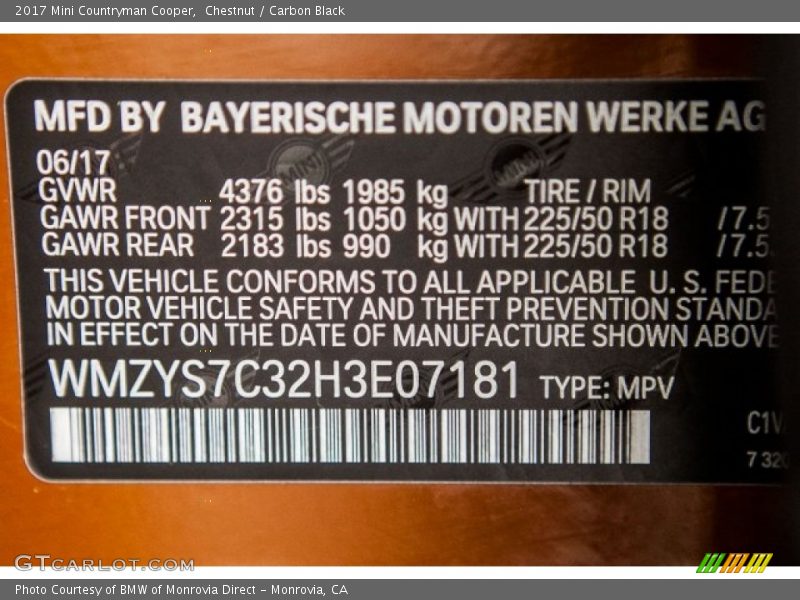 2017 Mini Countryman Cooper,  Chestnut / Carbon Black
MFD BY BAYERISCHE MOTOREN WERKE AG
06/17
GVWR 4376 lbs 1985 kg TIRE / RIM
GAWR FRONT 2315 lbs 1050 kg WITH 225/50 R18 /7.5
GAWR REAR 2183 lbs 990 kg WITH 225/50 R18 /7.5
THIS VEHICLE CONFORMS TO ALL APPLICABLE U. S. FEDE
MOTOR VEHICLE SAFETY AND THEFT PREVENTION STANDA
IN EFFECT ON THE DATE OF MANUFACTURE SHOWN ABOVE
WMZYS7C32H3E07181 TYPE: MPV
C1V
7 320
GTCARLOT.COM
Photo Courtesy of BMW of Monrovia Direct – Monrovia, CA